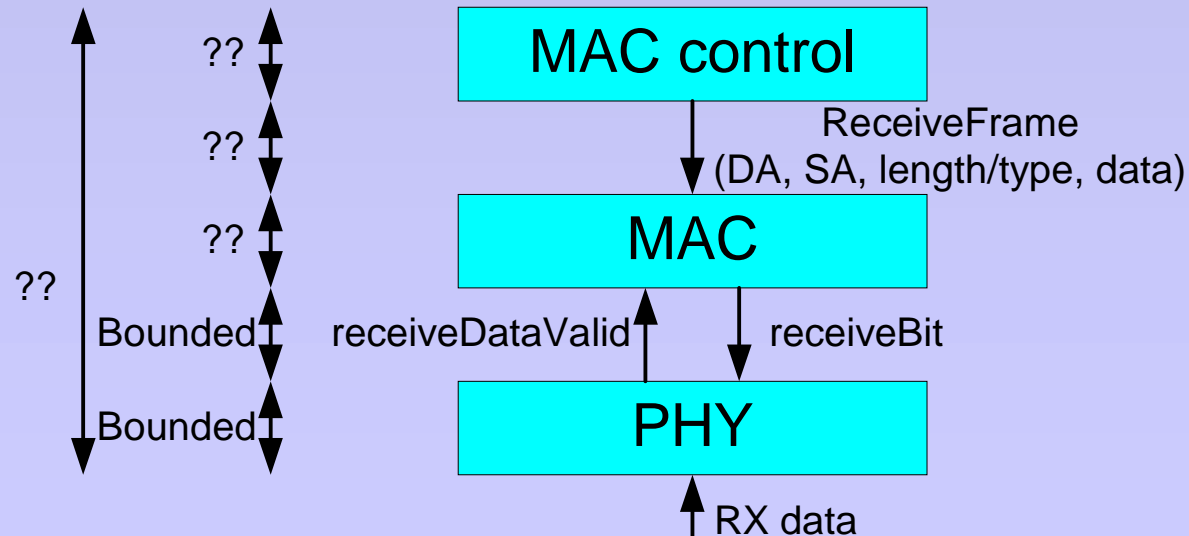 ??
MAC control
ReceiveFrame
(DA, SA, length/type, data)
??
??
MAC
??
Bounded
receiveDataValid
receiveBit
Bounded
PHY
RX data